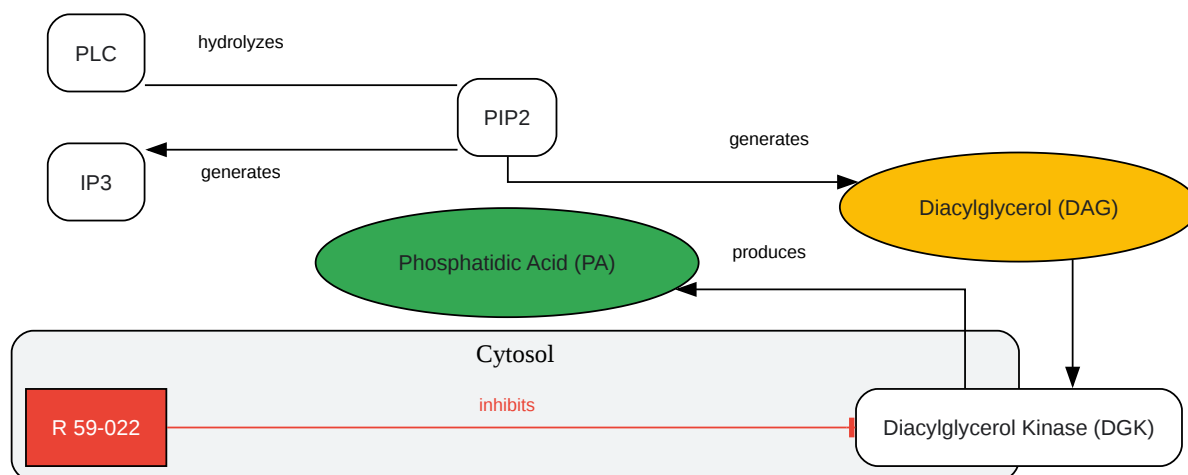 PLC
hydrolyzes
PIP2
generates
IP3
generates
Diacylglycerol (DAG)
Phosphatidic Acid (PA)
produces
Cytosol
R 59-022
inhibits
Diacylglycerol Kinase (DGK)